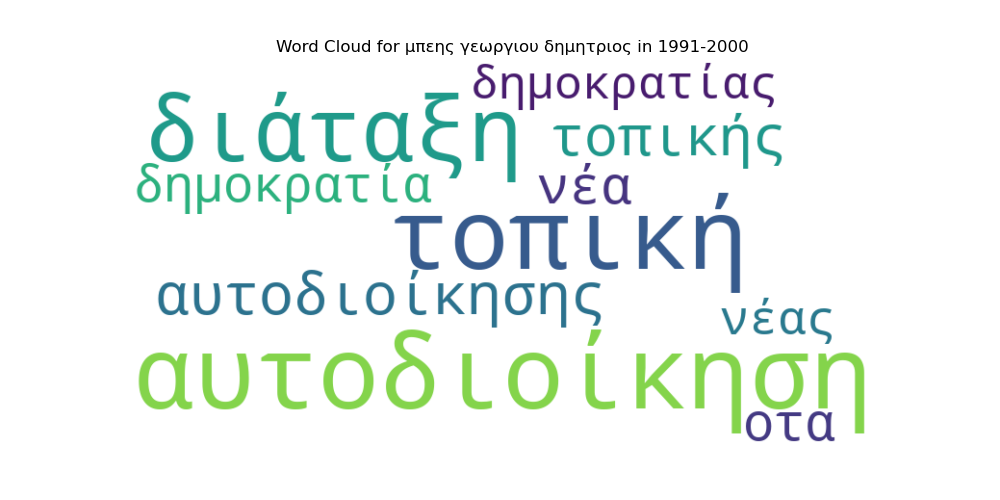 Word Cloud for μπεης γεωργιου δημητριος in 1991-2000
δημοκρατίας
διάταξη
τοπικής
δημοκρατία
νέα
τοπική
αυτοδιοίκησης
νέας
αυτοδιοίκηση
οτα